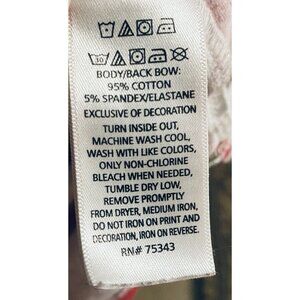 30
BODY/BACK BOW:
95% COTTON
5% SPANDEX/ELASTANE
EXCLUSIVE OF DECORATION
TURN INSIDE OUT,
MACHINE WASH COOL,
WASH WITH LIKE COLORS,
ONLY NON-CHLORINE
BLEACH WHEN NEEDED,
TUMBLE DRY LOW,
REMOVE PROMPTLY
FROM DRYER, MEDIUM IRON,
DO NOT IRON ON PRINT AND
DECORATION, IRON ON REVERSE.
RN# 75343